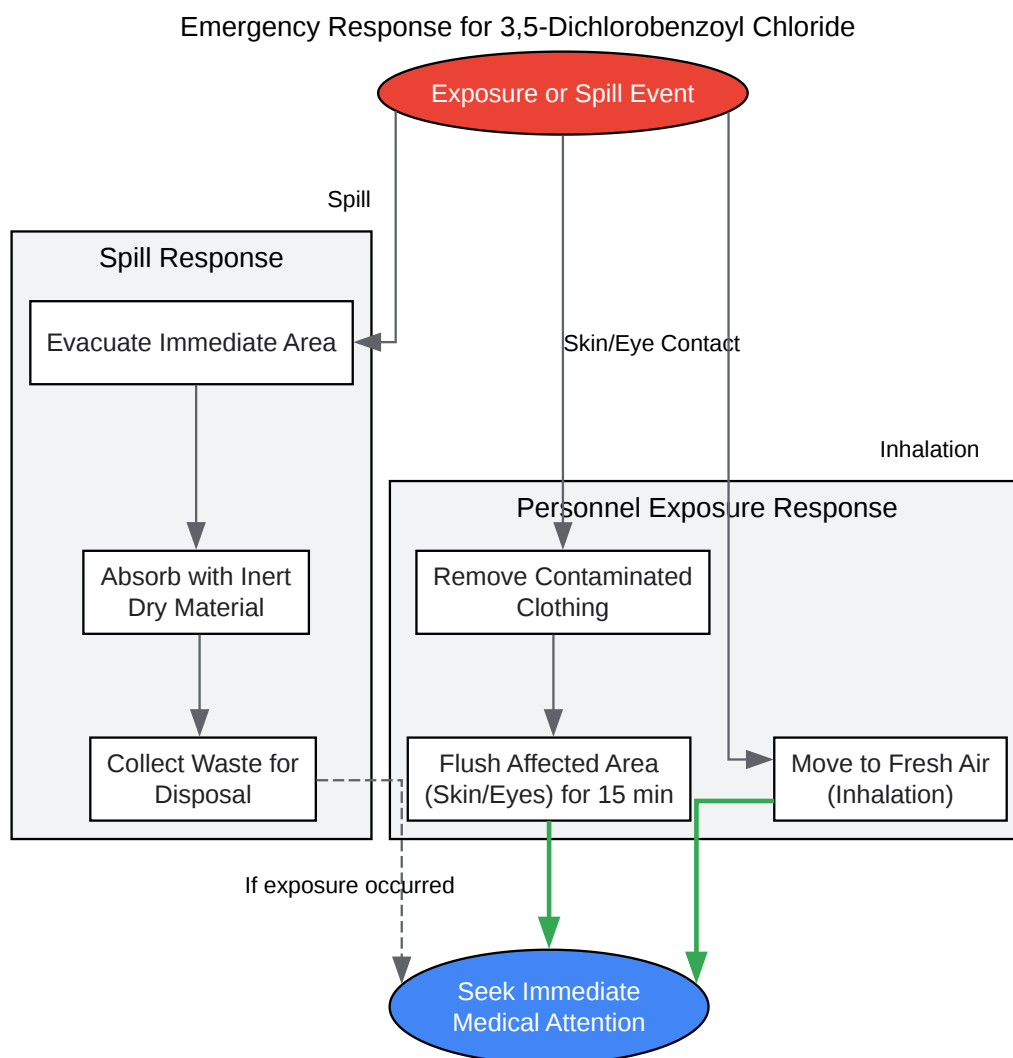 Emergency Response for 3,5-Dichlorobenzoyl Chloride
Exposure or Spill Event
Spill
Spill Response
Evacuate Immediate Area
Skin/Eye Contact
Inhalation
Personnel Exposure Response
Absorb with Inert
Dry Material
Remove Contaminated
Clothing
Collect Waste for
Disposal
Flush Affected Area
(Skin/Eyes) for 15 min
Move to Fresh Air
(Inhalation)
If exposure occurred
Seek Immediate
Medical Attention